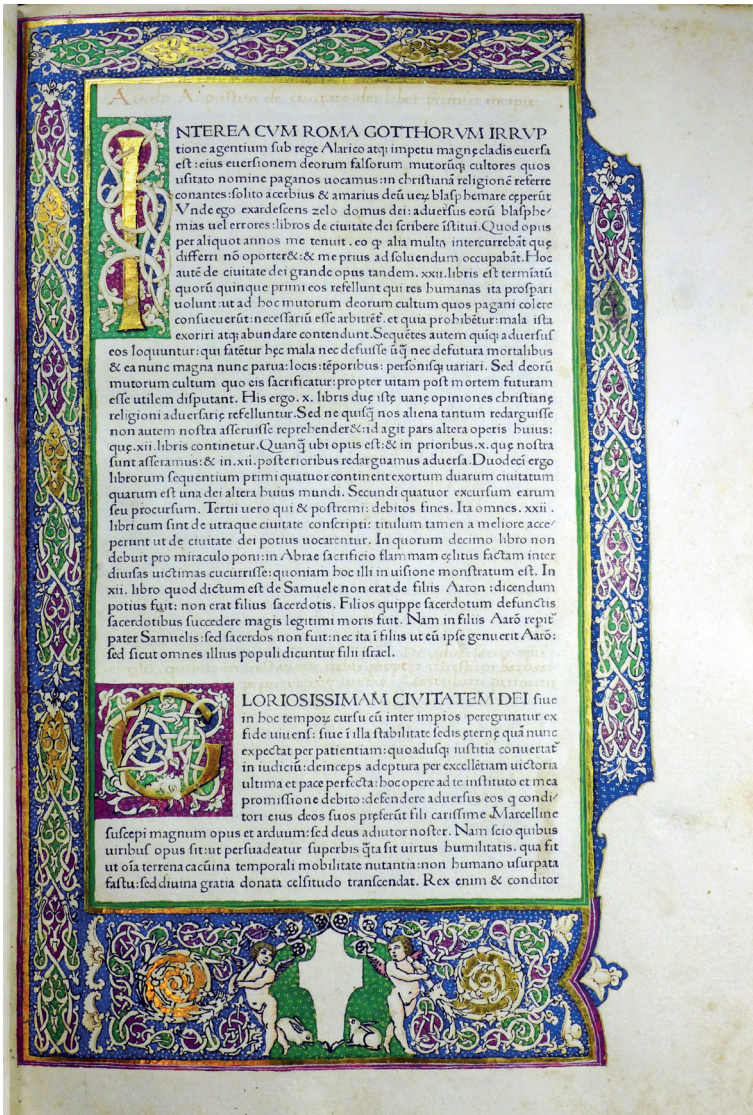 Aurelii Augustini de ciuitate dei liber primus incipit
INTEREA CVM ROMA GOTTHORVM IRRVP
tione agentium sub rege Alarico atq; impetu magnę cladis euersa
est: eius euersionem deorum falsorum mutorūq; cultores quos
usitato nomine paganos uocamus: in christianā religionē referre
conantes: solito acerbius & amarius deū ueꝝ blasphemare cęperūt
Vnde ego exardescens zelo domus dei: aduersus eorū blasphe/
mias uel errores: libros de ciuitate dei scribere īstitui. Quod opus
per aliquot annos me tenuit. eo ꝙ alia multa intercurrebāt quę
differri nō oporter&: & me prius ad soluendum occupabāt. Hoc
autē de ciuitate dei grande opus tandem. xxii. libris est terminatū
quorū quinque primi eos refellunt qui res humanas ita prospari
uolunt: ut ad hoc mutorum deorum cultum quos pagani colere
consueuerūt: necessariū esse arbitrēt᷑. et quia prohibēt᷑: mala ista
exoriri atq; abundare contendunt. Sequētes autem quīq; aduersus
eos loquuntur: qui fatēt᷑ hęc mala nec defuisse ūq̄ nec defutura mortalibus
& ea nunc magna nunc parua: locis: tēporibus: personisq; uariari. Sed deorū
mutorum cultum quo eis sacrificatur: propter uitam post mortem futuram
esse utilem disputant. His ergo. x. libris duę istę uanę opiniones christianę
religioni aduersarię refelluntur. Sed ne quisq̄ nos aliena tantum redarguisse
non autem nostra asseruisse reprehender&: id agit pars altera operis huius:
quę. xii. libris continetur. Quanq̄ ubi opus est: & in prioribus. x. quę nostra
sunt asseramus: & in. xii. posterioribus redarguamus aduersa. Duodecī ergo
librorum sequentium primi quatuor continent exortum duarum ciuitatum
quarum est una dei altera huius mundi. Secundi quatuor excursum earum
seu procursum. Tertii uero qui & postremi: debitos fines. Ita omnes. xxii.
libri cum sint de utraque ciuitate conscripti: titulum tamen a meliore acce/
perunt ut de ciuitate dei potius uocarentur. In quorum decimo libro non
debuit pro miraculo poni: in Abrae sacrificio flammam cęlitus factam inter
diuisas uictimas cucurrisse: quoniam hoc illi in uisione monstratum est. In
xii. libro quod dictum est de Samuele non erat de filiis Aaron: dicendum
potius fuit: non erat filius sacerdotis. Filios quippe sacerdotum defunctis
sacerdotibus succedere magis legitimi moris fuit. Nam in filiis Aarō repit᷑
pater Samuelis: sed sacerdos non fuit: nec ita ī filiis ut eū ipse genuerit Aarō:
sed sicut omnes illius populi dicuntur filii israel.
GLORIOSISSIMAM CIVITATEM DEI siue
in hoc tempoꝝ cursu cū inter impios peregrinatur ex
fide uiuens: siue ī illa stabilitate sedis eternę quā nunc
expectat per patientiam: quoadusq; iustitia conuertat᷑
in iudiciū: deinceps adeptura per excellētiam uictoria
ultima et pace perfecta: hoc opere ad te instituto et mea
promissione debito: defendere aduersus eos q condi/
tori eius deos suos pręferūt fili carissime Marcelline
suscepi magnum opus et arduum: sed deus adiutor noster. Nam scio quibus
uiribus opus sit: ut persuadeatur superbis q̄ta sit uirtus humilitatis. qua fit
ut oīa terrena cacūina temporali mobilitate nutantia: non humano usurpata
fastu: sed diuina gratia donata celsitudo transcendat. Rex enim & conditor